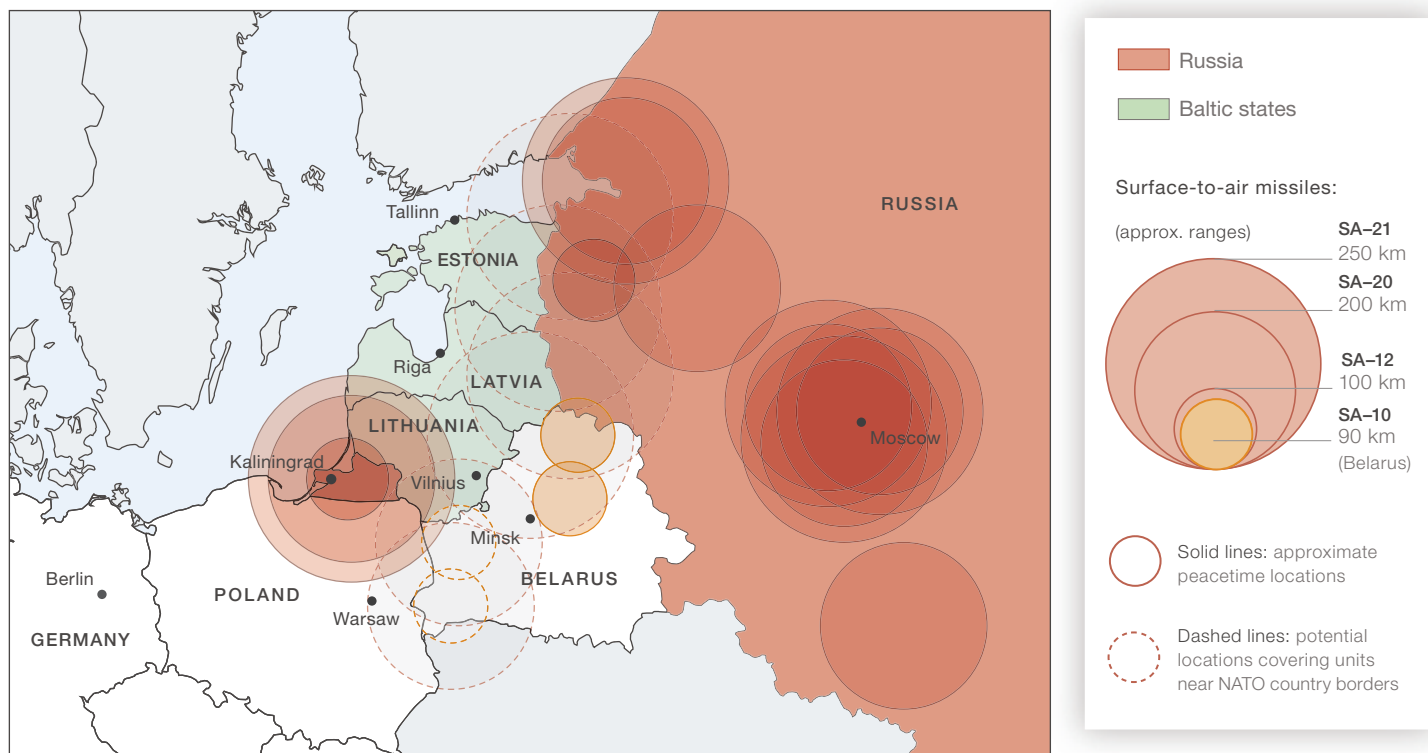 RUSSIA
Tallinn
ESTONIA
Riga
LATVIA
LITHUANIA
Moscow
Kaliningrad
Vilnius
Minsk
BELARUS
Berlin
POLAND
Warsaw
GERMANY
Russia
Baltic states
Surface-to-air missiles:
(approx. ranges)
SA–21
250 km
SA–20
200 km
SA–12
100 km
SA–10
90 km
(Belarus)
Solid lines: approximate
peacetime locations
Dashed lines: potential
locations covering units
near NATO country borders